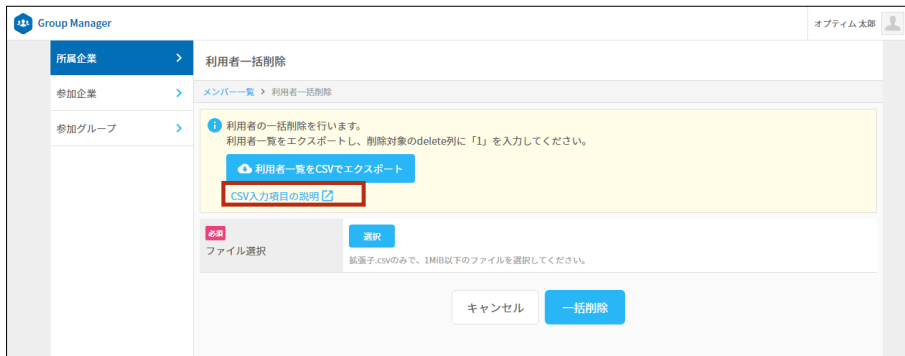 Group Manager
オプティム 太郎
所属企業
参加企業
参加グループ
利用者一括削除
メンバー一覧 > 利用者一括削除
利用者の一括削除を行います。
利用者一覧をエクスポートし、削除対象のdelete列に「1」を入力してください。
利用者一覧をCSVでエクスポート
CSV入力項目の説明
必須
ファイル選択
選択
拡張子.csvのみで、1MiB以下のファイルを選択してください。
キャンセル
一括削除